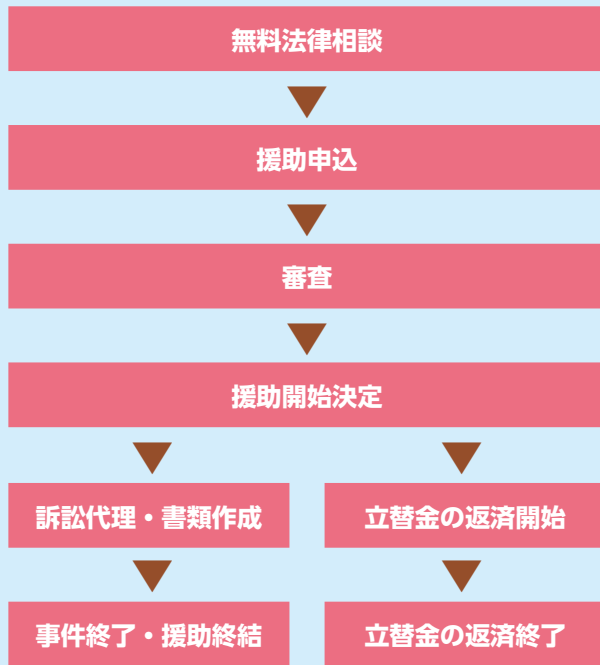 無料法律相談
援助申込
審査
援助開始決定
訴訟代理・書類作成
立替金の返済開始
事件終了・援助終結
立替金の返済終了